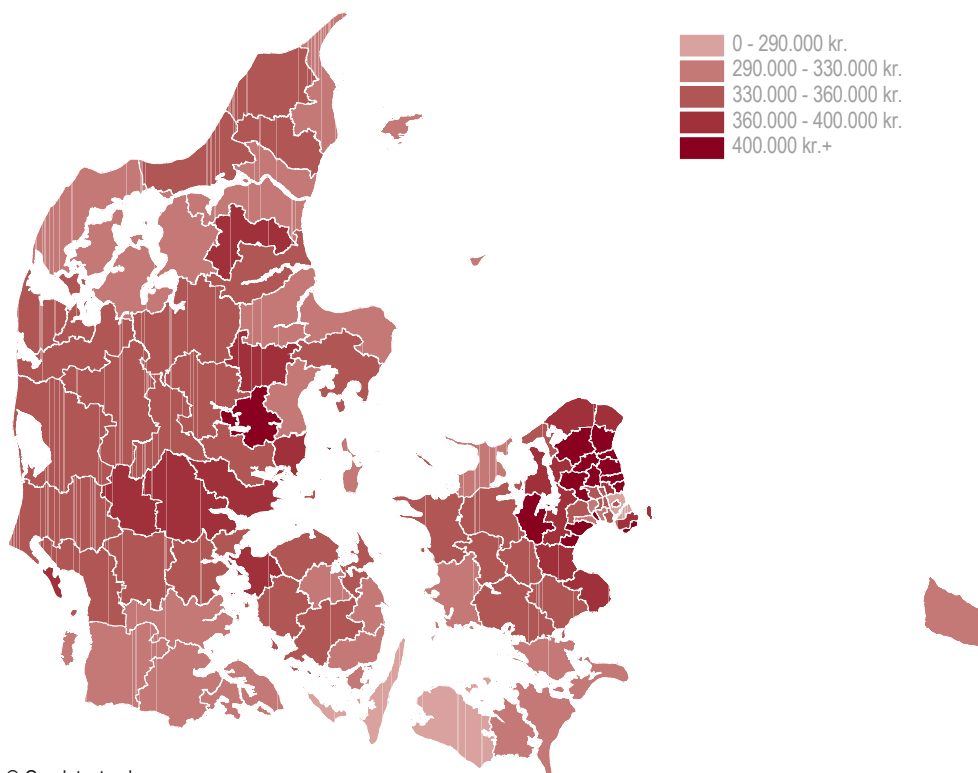 0 - 290.000 kr.
290.000 - 330.000 kr.
330.000 - 360.000 kr.
360.000 - 400.000 kr.
400.000 kr.+